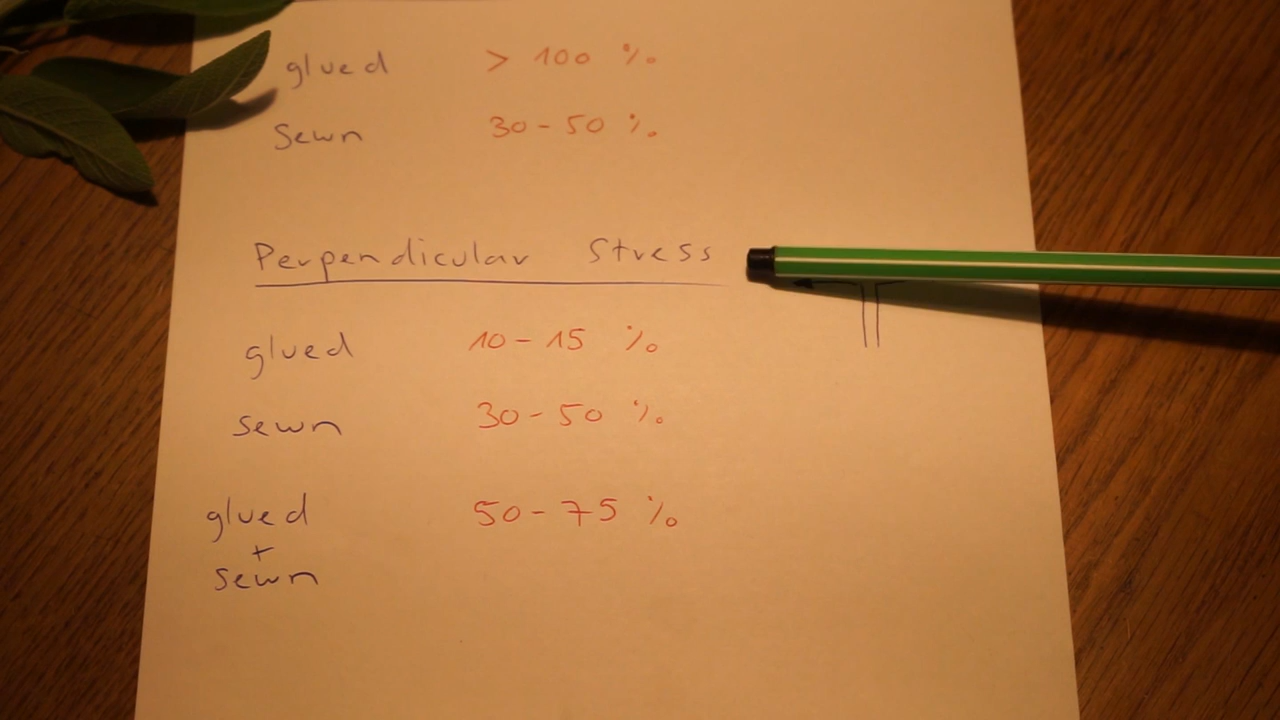 glued > 100 %
Sewn 30-50 %
Perpendicular Stress
glued 10-15 %
sewn 30-50 %
glued 50-75 %
+
sewn